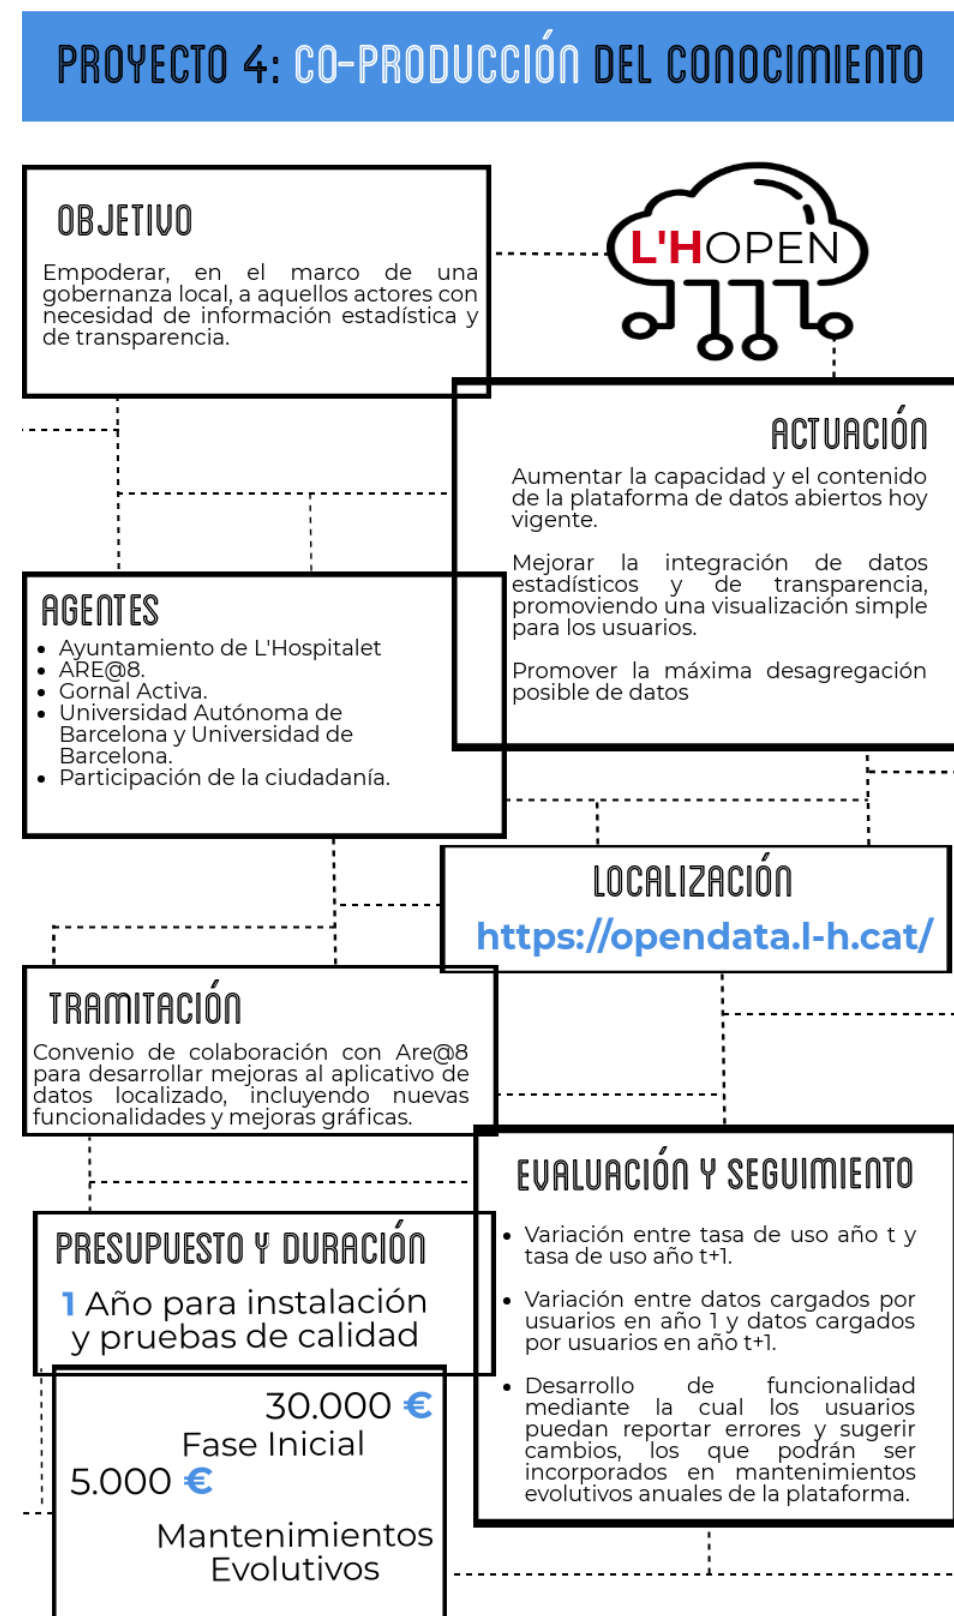 PROYECTO 4: CO-PRODUCCIÓN DEL CONOCIMIENTO
OBJETIVO
Empoderar, en el marco de una
gobernanza local, a aquellos actores con
necesidad de información estadística y
de transparencia.
L'HOPEN
ACTUACIÓN
Aumentar la capacidad y el contenido
de la plataforma de datos abiertos hoy
vigente.
Mejorar la integración de datos
estadísticos y de transparencia,
promoviendo una visualización simple
para los usuarios.
Promover la máxima desagregación
posible de datos
AGENTES
• Ayuntamiento de L'Hospitalet
• ARE@8.
• Gornal Activa.
• Universidad Autónoma de
Barcelona y Universidad de
Barcelona.
• Participación de la ciudadanía.
LOCALIZACIÓN
https://opendata.l-h.cat/
TRAMITACIÓN
Convenio de colaboración con Are@8
para desarrollar mejoras al aplicativo de
datos localizado, incluyendo nuevas
funcionalidades y mejoras gráficas.
PRESUPUESTO Y DURACIÓN
1 Año para instalación
y pruebas de calidad
30.000 €
Fase Inicial
5.000 €
Mantenimientos
Evolutivos
EVALUACIÓN Y SEGUIMIENTO
• Variación entre tasa de uso año t y
tasa de uso año t+1.
• Variación entre datos cargados por
usuarios en año 1 y datos cargados
por usuarios en año t+1.
• Desarrollo de funcionalidad
mediante la cual los usuarios
puedan reportar errores y sugerir
cambios, los que podrán ser
incorporados en mantenimientos
evolutivos anuales de la plataforma.